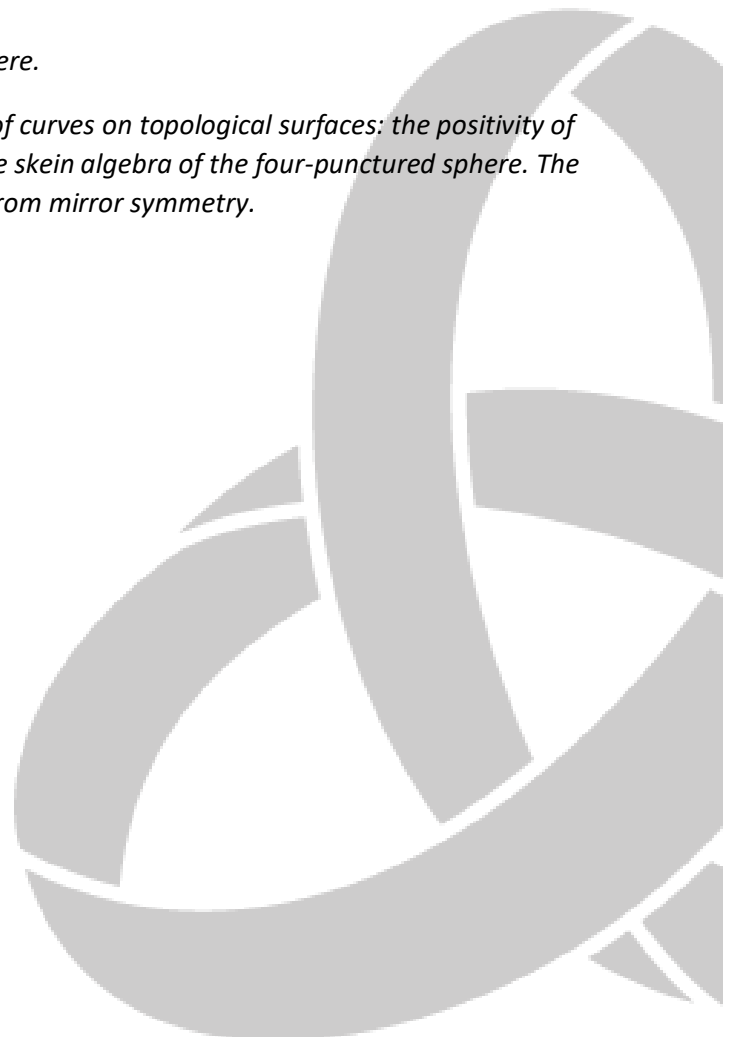 ere.
of curves on topological surfaces: the positivity of
e skein algebra of the four-punctured sphere. The
rom mirror symmetry.